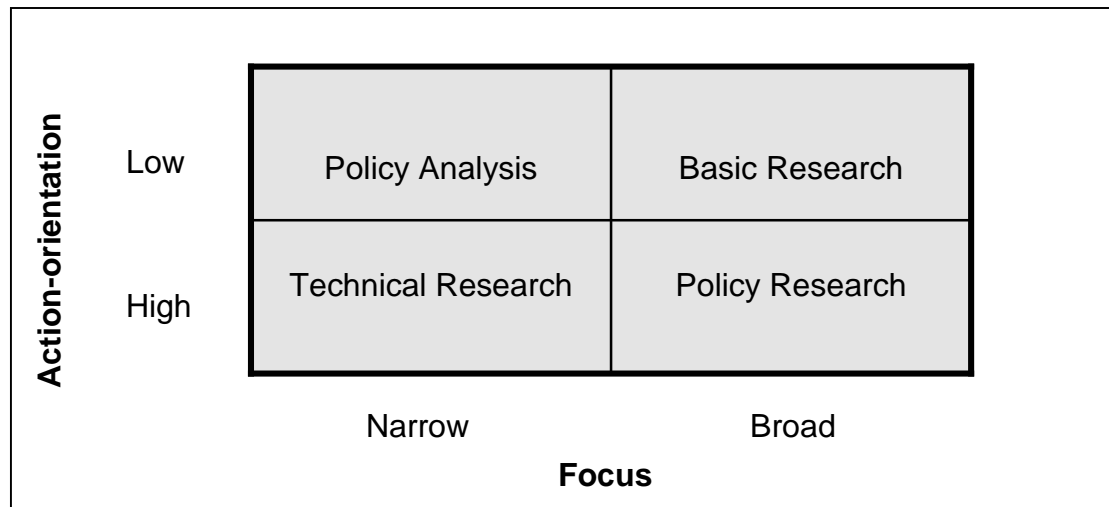 Action-orientation
Low
Policy Analysis
Basic Research
High
Technical Research
Policy Research
Narrow
Broad
Focus